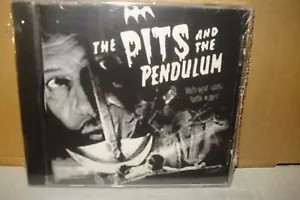 THE PITS
AND THE
PENDULUM